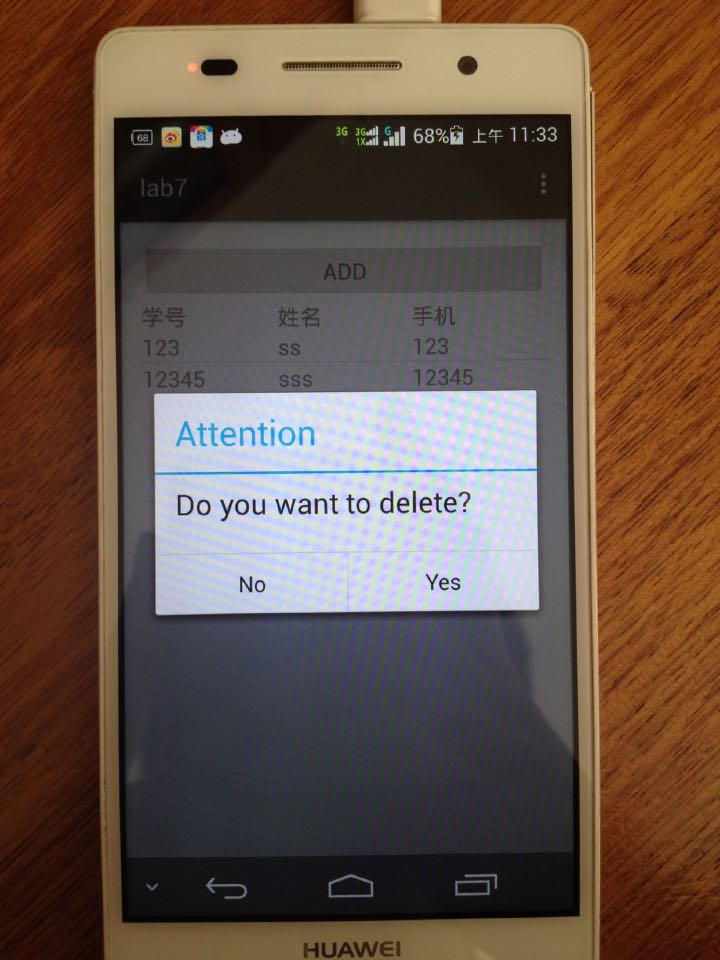 68 3G 3G 1X G 68% 上午 11:33
lab7
ADD
学号 姓名 手机
123 ss 123
12345 sss 12345
Attention
Do you want to delete?
No Yes
HUAWEI